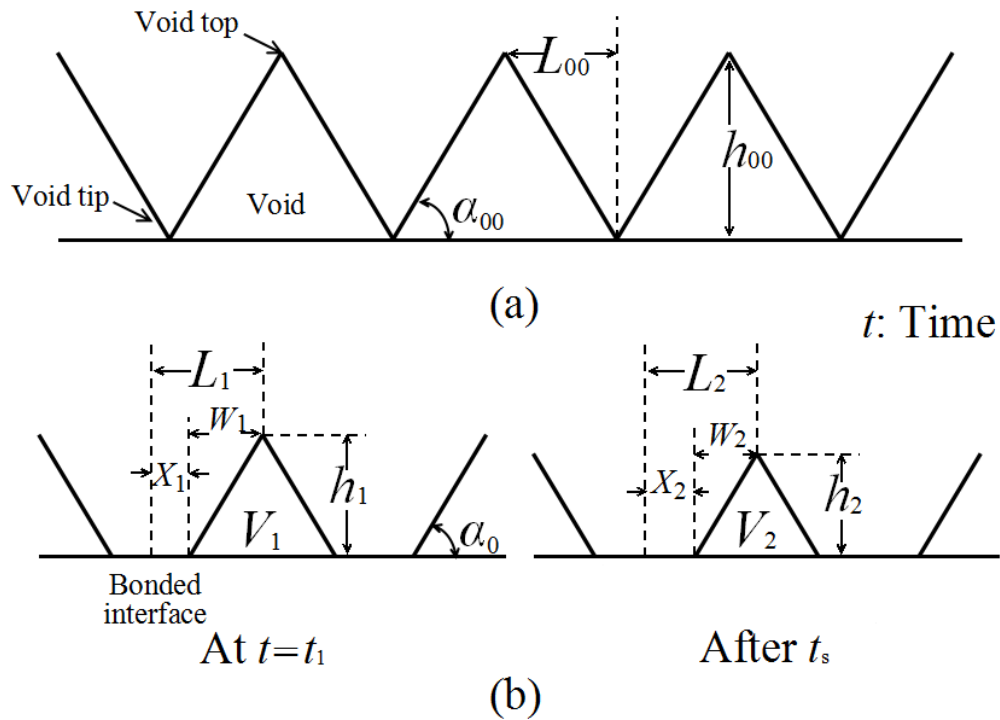 Void top
L₀₀
h₀₀
Void tip
Void
α₀₀
(a)
t: Time
L₁
W₁
X₁
h₁
V₁
α₀
Bonded
interface
At t=t₁
L₂
W₂
X₂
h₂
V₂
After tₛ
(b)